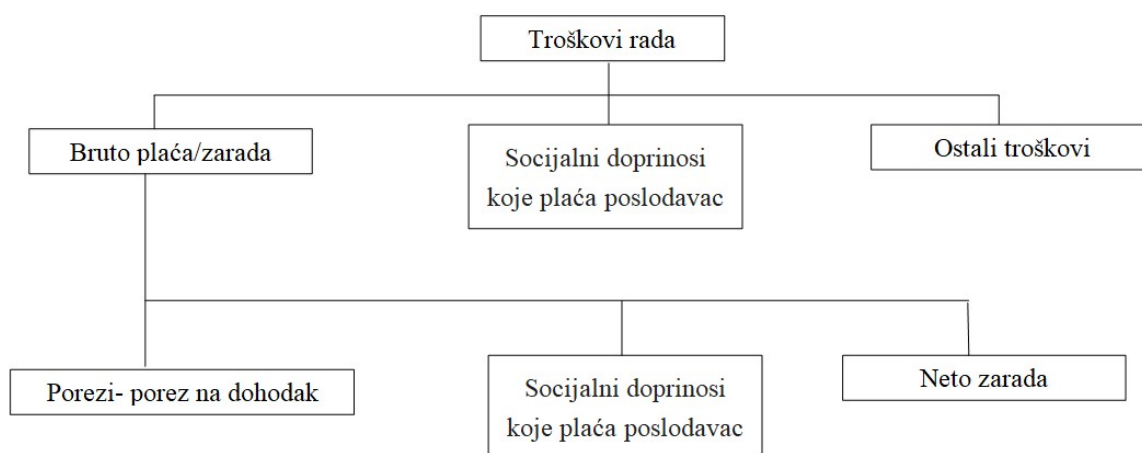 Troškovi rada
Bruto plaća/zarada
Socijalni doprinosi
koje plaća poslodavac
Ostali troškovi
Porezi- porez na dohodak
Socijalni doprinosi
koje plaća poslodavac
Neto zarada